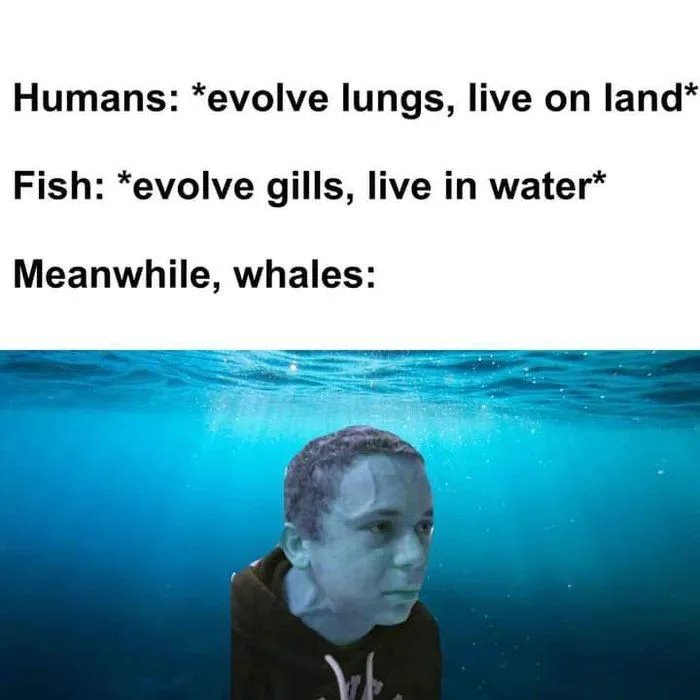 Humans: *evolve lungs, live on land*
Fish: *evolve gills, live in water*
Meanwhile, whales: